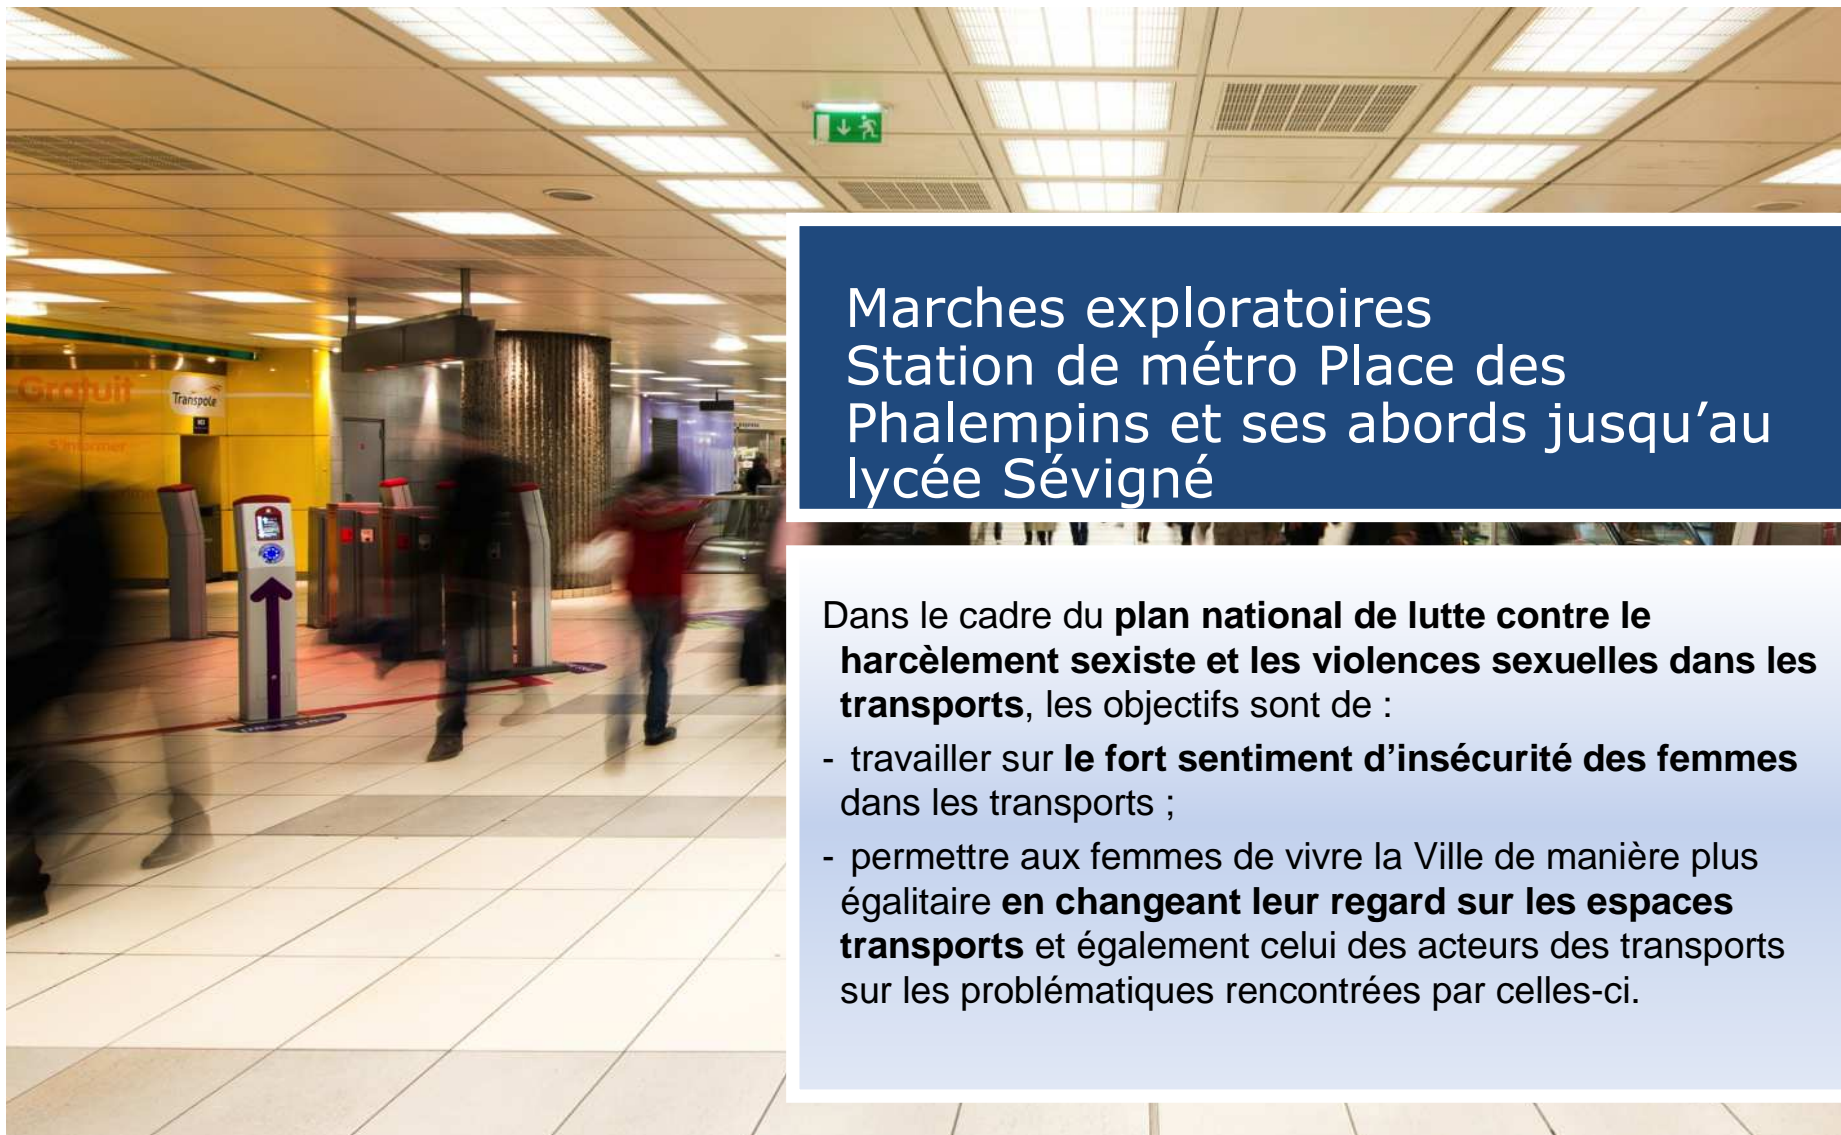 Gratuit
Transpole
S'informer
Marches exploratoires
Station de métro Place des
Phalempins et ses abords jusqu’au
lycée Sévigné
Dans le cadre du plan national de lutte contre le
harcèlement sexiste et les violences sexuelles dans les
transports, les objectifs sont de :
- travailler sur le fort sentiment d’insécurité des femmes
dans les transports ;
- permettre aux femmes de vivre la Ville de manière plus
égalitaire en changeant leur regard sur les espaces
transports et également celui des acteurs des transports
sur les problématiques rencontrées par celles-ci.